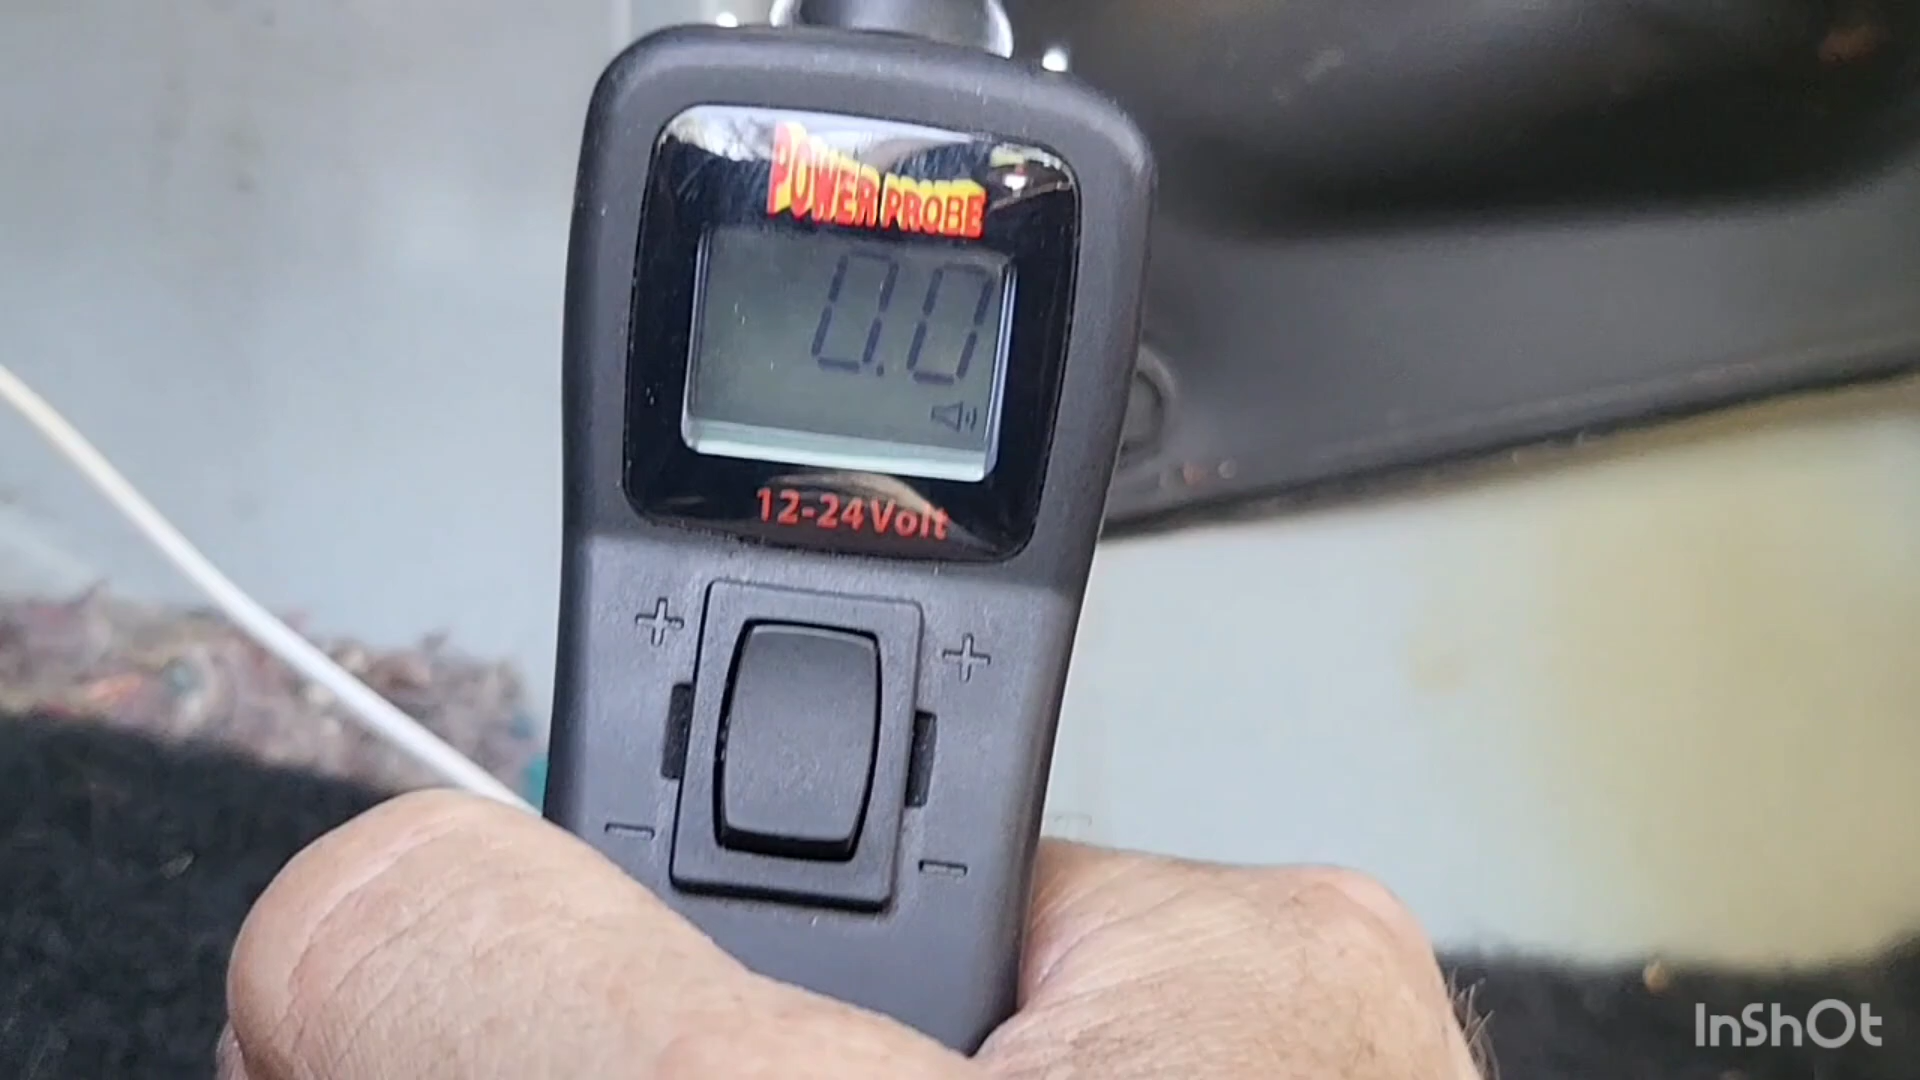 POWER PROBE
0.0
12-24Volt
+ +
- -
InShOt